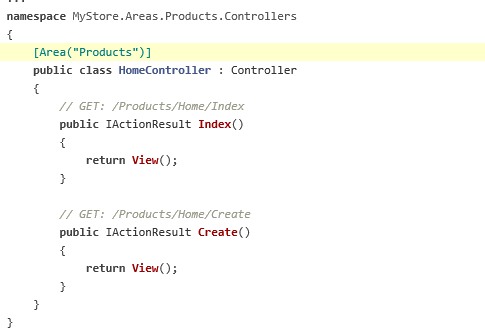 ...
namespace MyStore.Areas.Products.Controllers
{
    [Area("Products")]
    public class HomeController : Controller
    {
        // GET: /Products/Home/Index
        public IActionResult Index()
        {
            return View();
        }

        // GET: /Products/Home/Create
        public IActionResult Create()
        {
            return View();
        }
    }
}